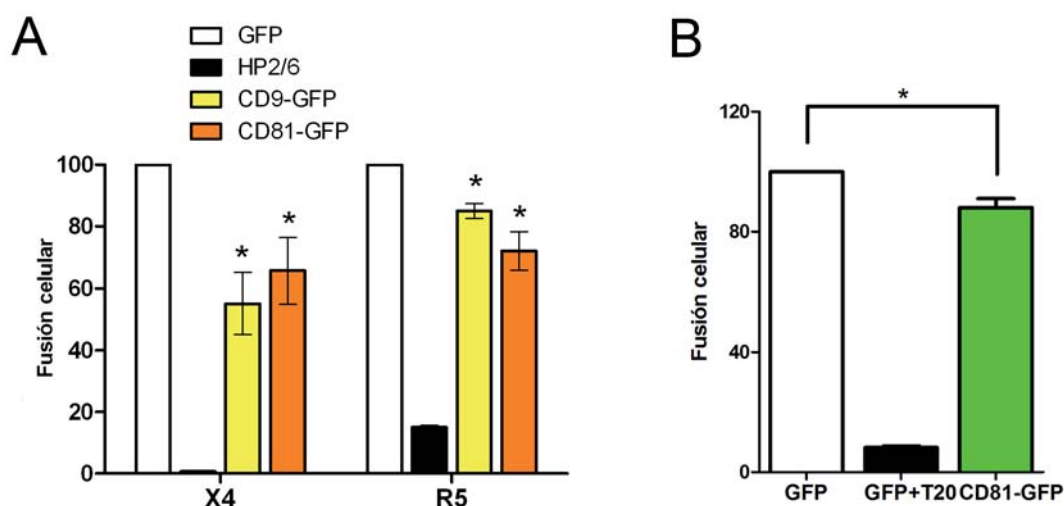 A
GFP
HP2/6
CD9-GFP
CD81-GFP
Fusión celular
100
80
60
40
20
0
*
*
*
*
X4
R5
B
*
Fusión celular
120
80
40
0
GFP
GFP+T20
CD81-GFP